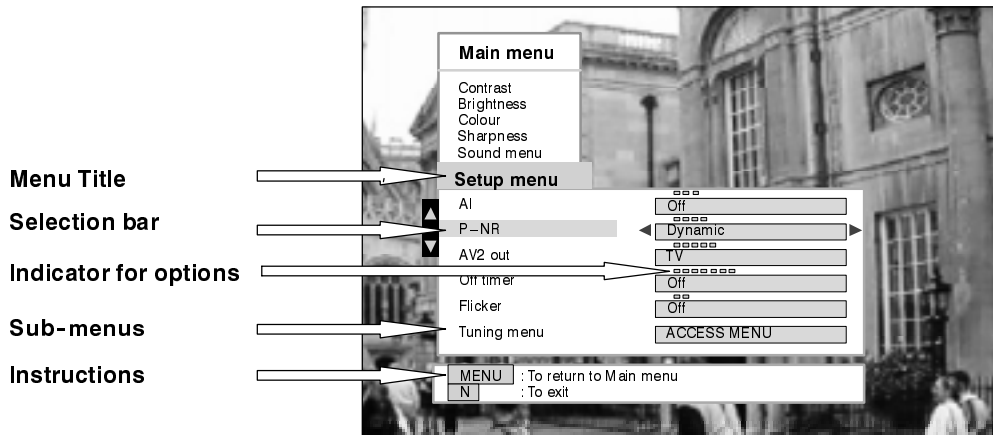 Main menu
Contrast
Brightness
Colour
Sharpness
Sound menu
Menu Title
Setup menu
AI Off
Selection bar
P-NR Dynamic
AV2 out TV
Indicator for options
Off timer Off
Flicker Off
Sub-menus
Tuning menu ACCESS MENU
Instructions
MENU : To return to Main menu
N : To exit